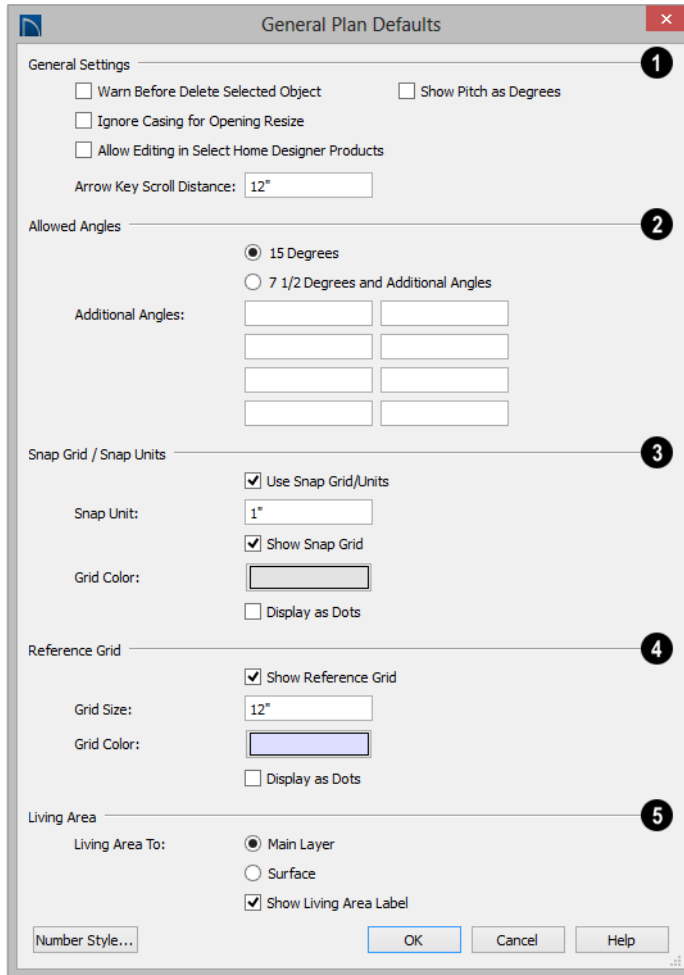 General Plan Defaults
General Settings 1
Warn Before Delete Selected Object Show Pitch as Degrees
Ignore Casing for Opening Resize
Allow Editing in Select Home Designer Products
Arrow Key Scroll Distance: 12"
Allowed Angles 2
15 Degrees
7 1/2 Degrees and Additional Angles
Additional Angles:
Snap Grid / Snap Units 3
Use Snap Grid/Units
Snap Unit: 1"
Show Snap Grid
Grid Color:
Display as Dots
Reference Grid 4
Show Reference Grid
Grid Size: 12"
Grid Color:
Display as Dots
Living Area 5
Living Area To: Main Layer
Surface
Show Living Area Label
Number Style... OK Cancel Help